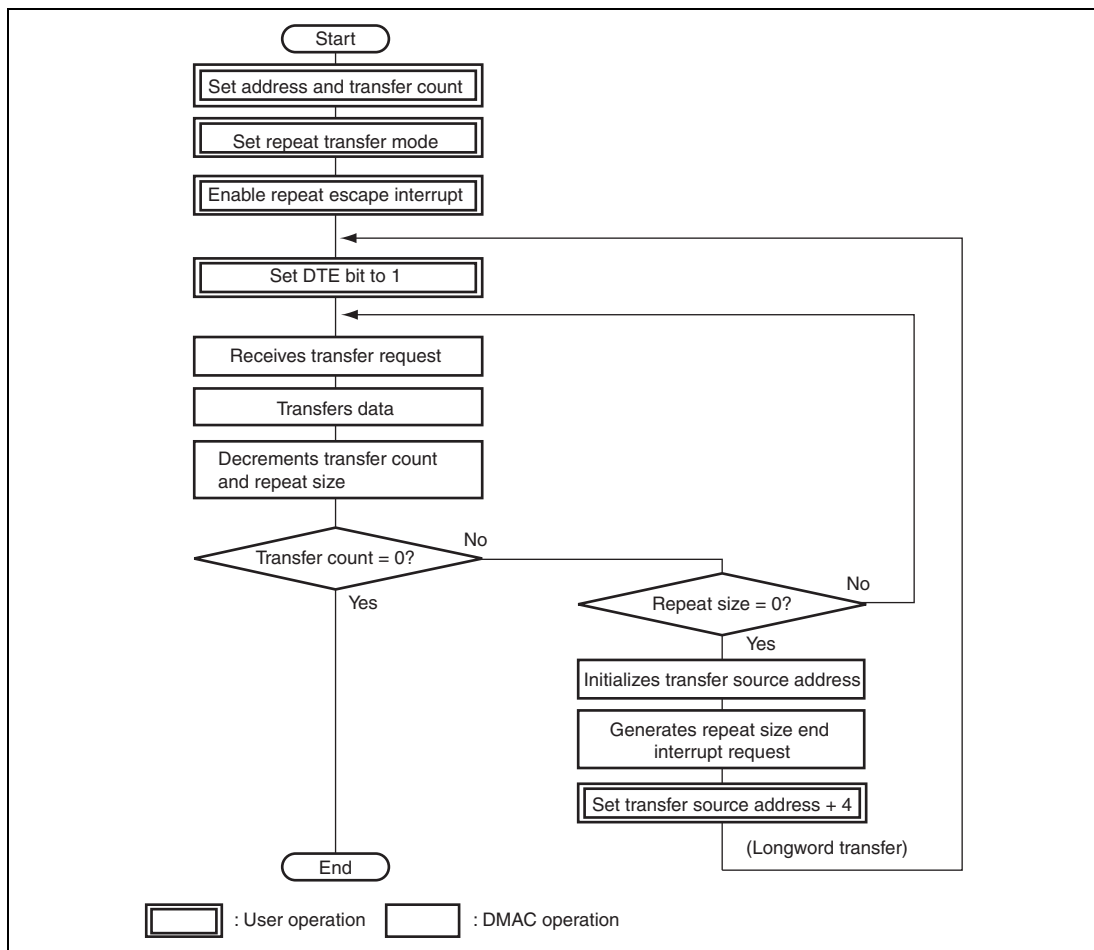 Start
Set address and transfer count
Set repeat transfer mode
Enable repeat escape interrupt
Set DTE bit to 1
Receives transfer request
Transfers data
Decrements transfer count
and repeat size
Transfer count = 0?
No
Yes
Repeat size = 0?
No
Yes
Initializes transfer source address
Generates repeat size end
interrupt request
Set transfer source address + 4
(Longword transfer)
End
: User operation
: DMAC operation